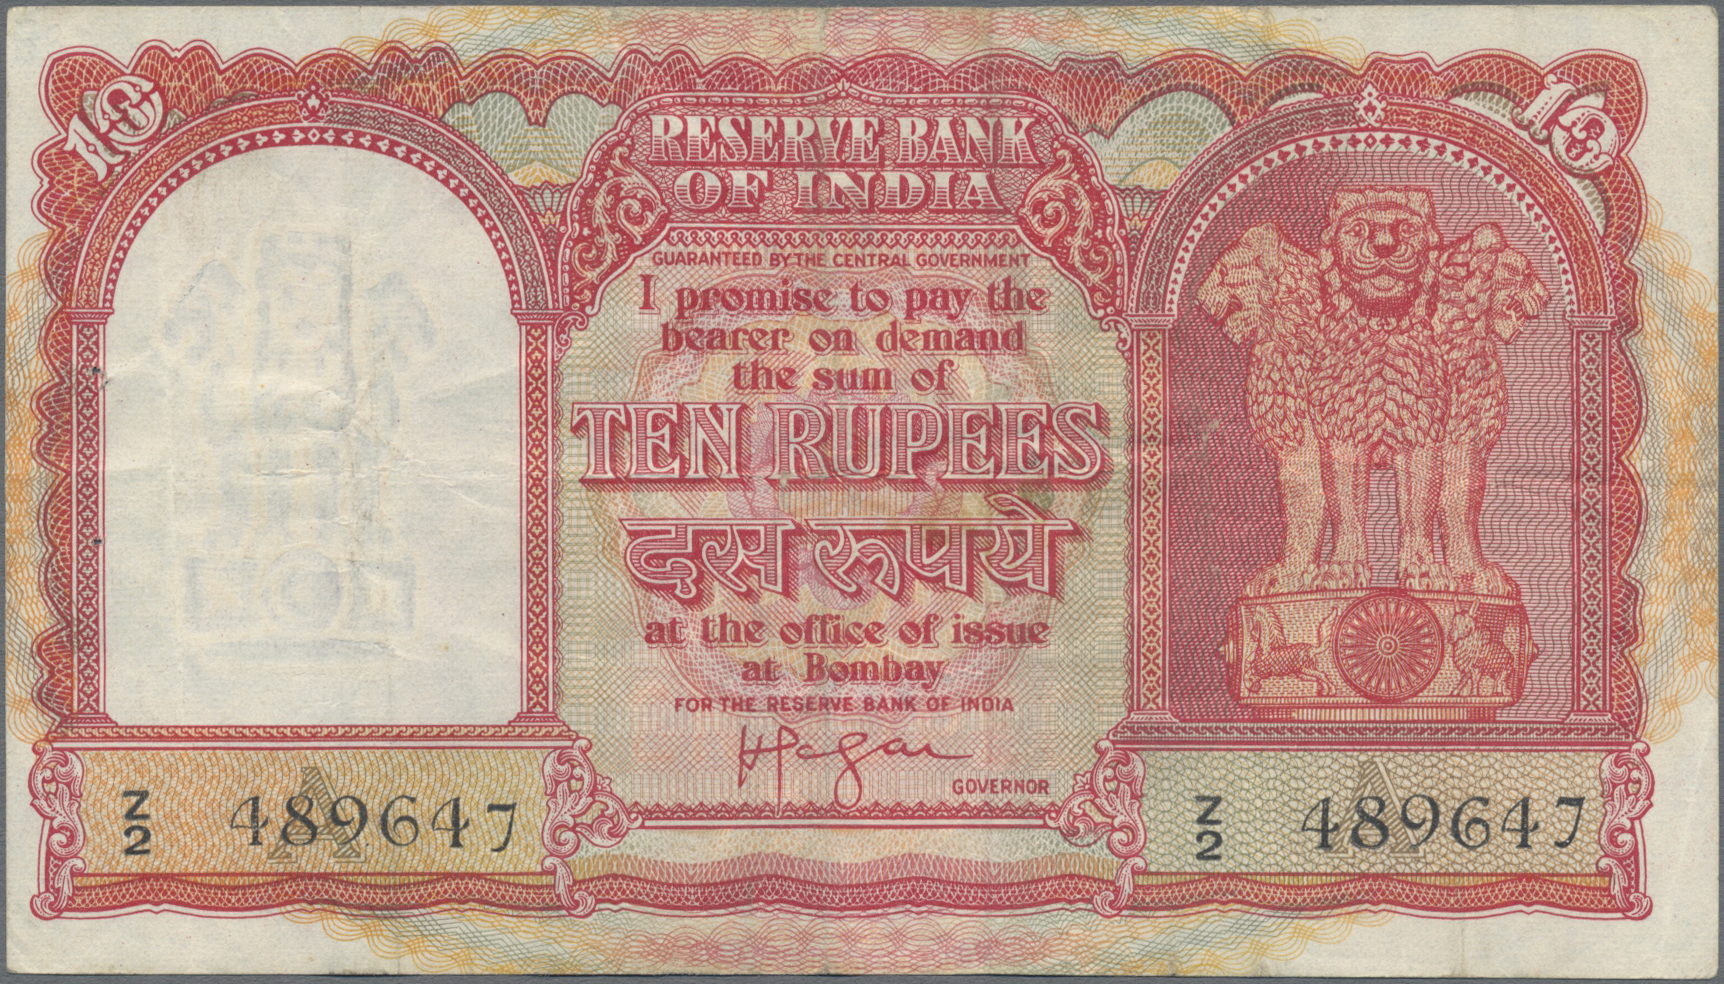 10
10
RESERVE BANK
OF INDIA
GUARANTEED BY THE CENTRAL GOVERNMENT
I promise to pay the
bearer on demand
the sum of
TEN RUPEES
दस रूपये
at the office of issue
at Bombay
FOR THE RESERVE BANK OF INDIA
GOVERNOR
Z
2 489647
A
Z
2 489647
A